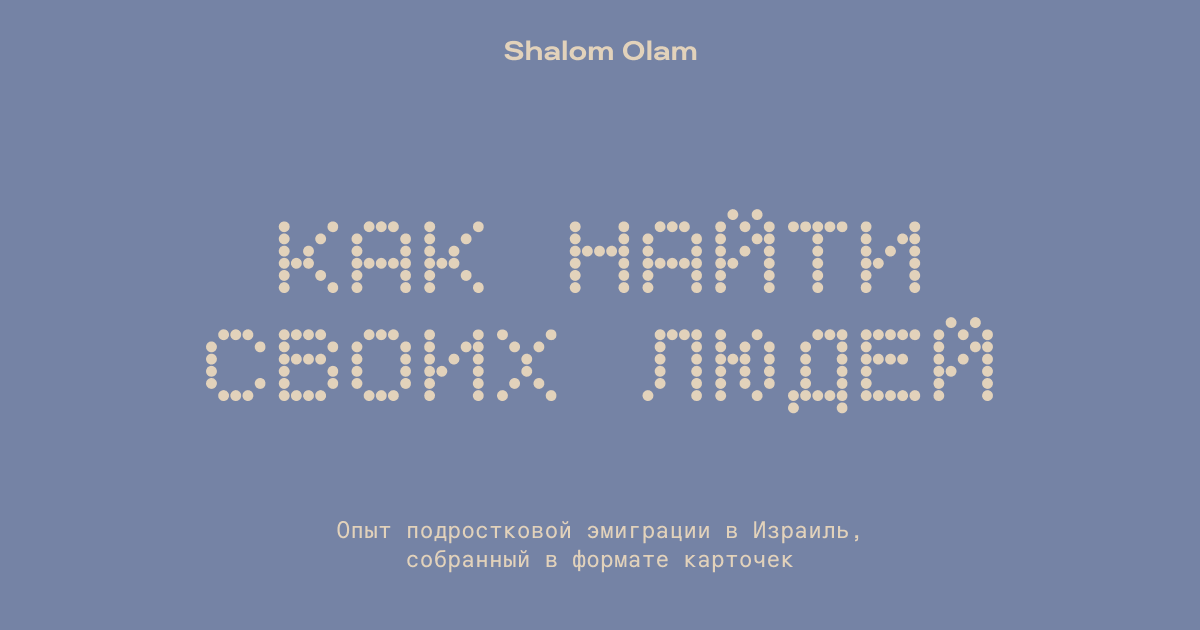 Shalom Olam
КАК НАЙТИ
СВОИХ ЛЮДЕЙ
Опыт подростковой эмиграции в Израиль,
собранный в формате карточек